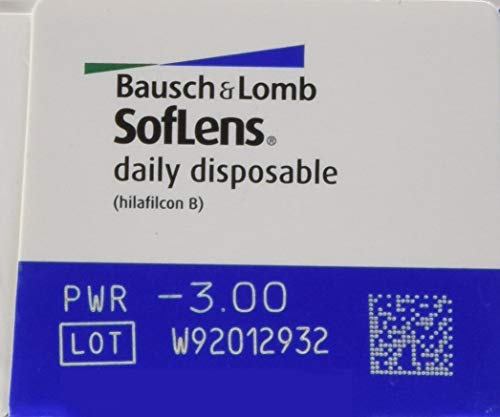 Bausch & Lomb
SofLens®
daily disposable
(hilafilcon B)
PWR -3.00
LOT W92012932